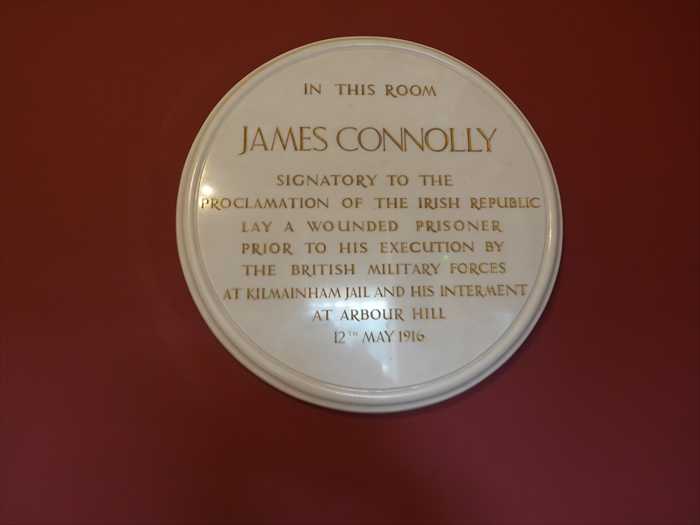 IN THIS ROOM
JAMES CONNOLLY
SIGNATORY TO THE
PROCLAMATION OF THE IRISH REPUBLIC
LAY A WOUNDED PRISONER
PRIOR TO HIS EXECUTION BY
THE BRITISH MILITARY FORCES
AT KILMAINHAM JAIL AND HIS INTERMENT
AT ARBOUR HILL
12TH MAY 1916